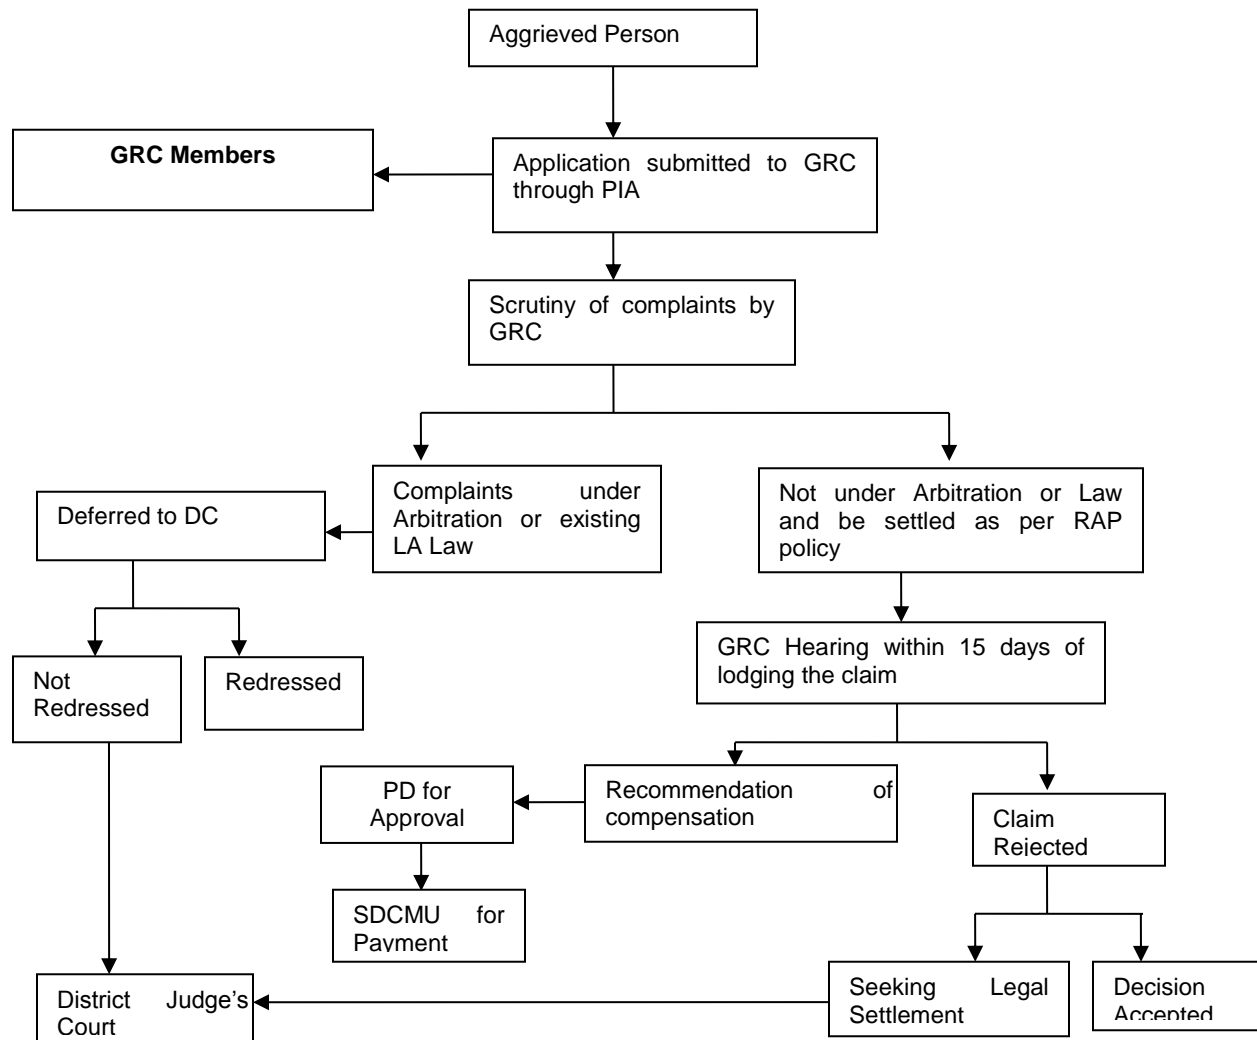 Aggrieved Person
GRC Members
Application submitted to GRC
through PIA
Scrutiny of complaints by
GRC
Complaints under
Arbitration or existing
LA Law
Not under Arbitration or Law
and be settled as per RAP
policy
Deferred to DC
GRC Hearing within 15 days of
lodging the claim
Not
Redressed
Redressed
PD for
Approval
Recommendation of
compensation
Claim
Rejected
SDCMU for
Payment
District Judge's
Court
Seeking Legal
Settlement
Decision
Accepted